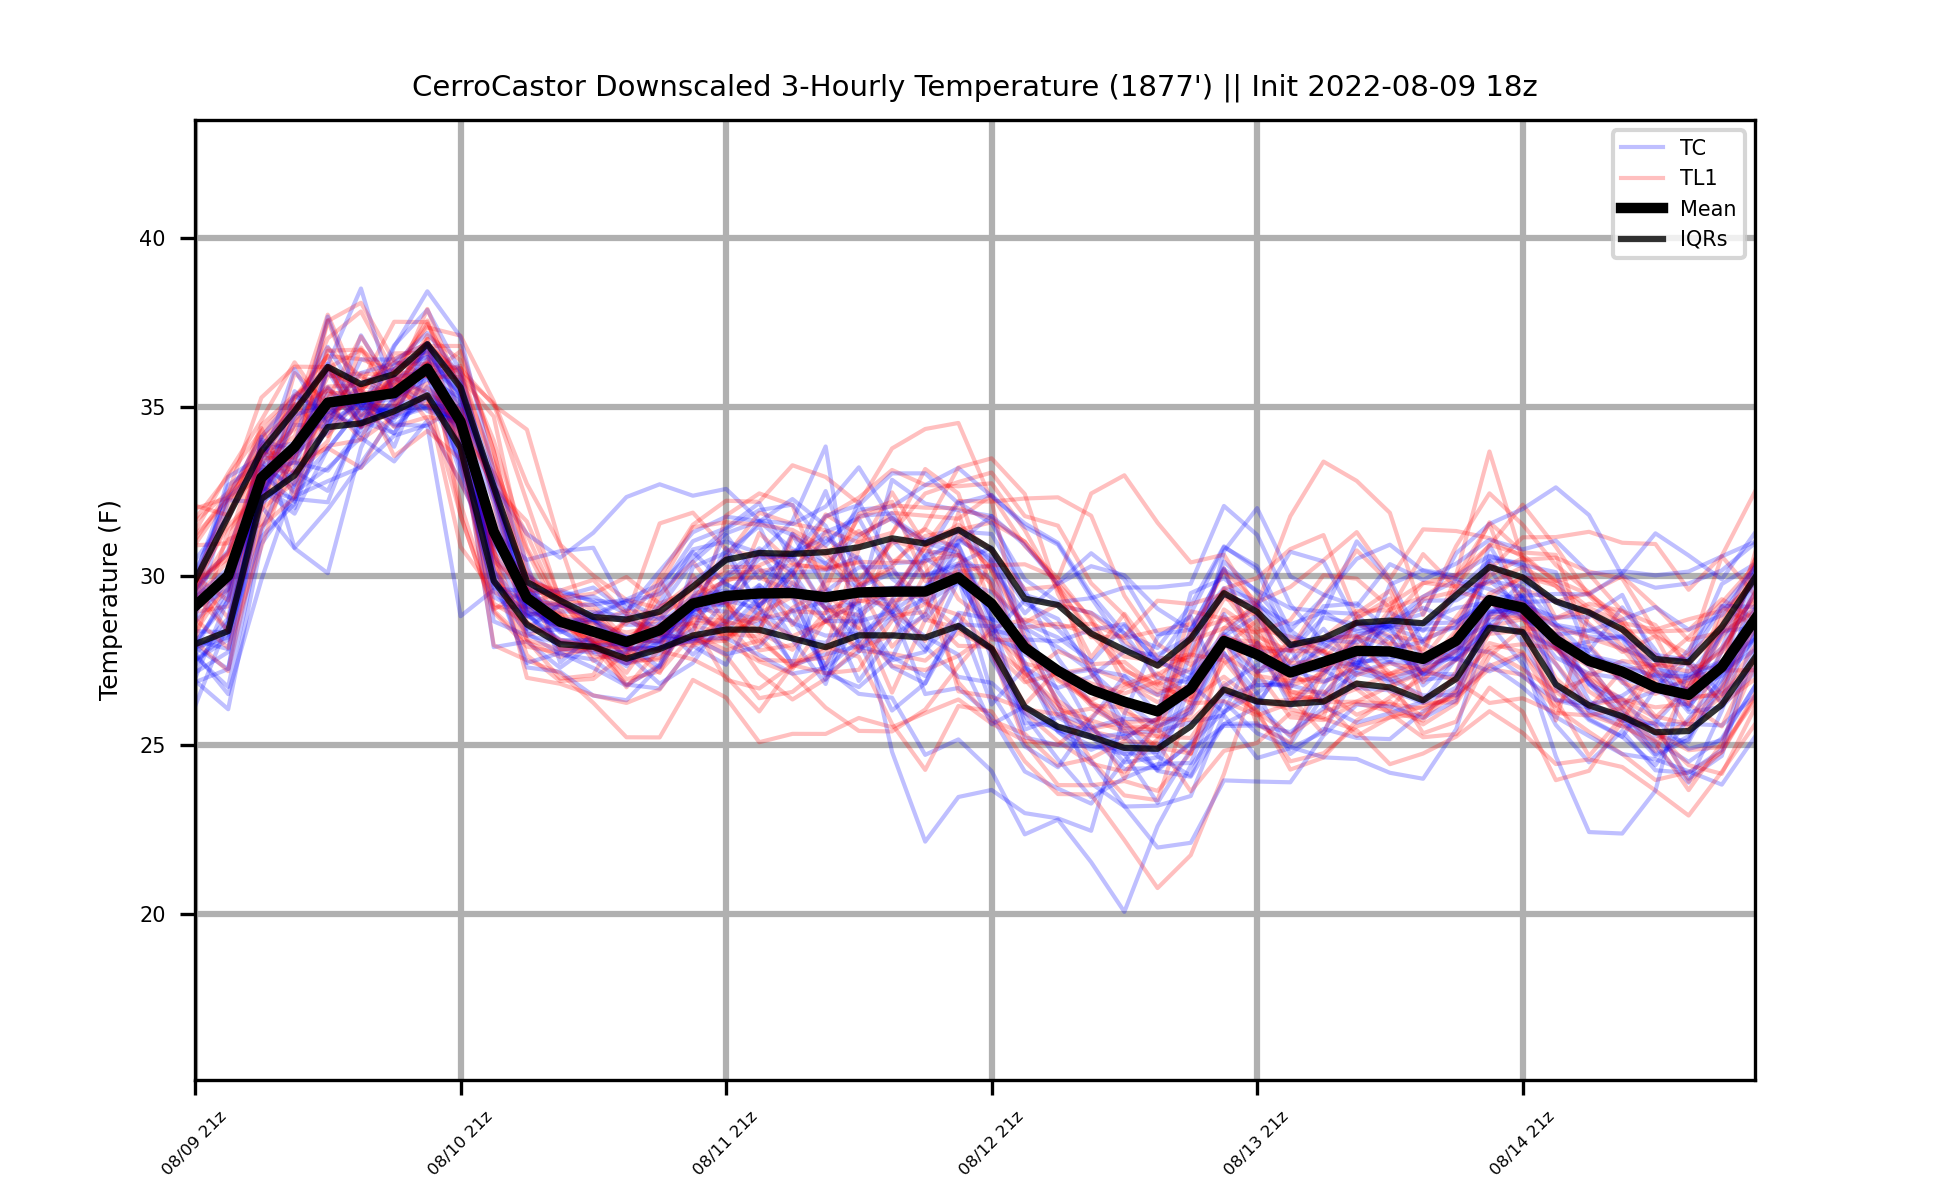 CerroCastor Downscaled 3-Hourly Temperature (1877') || Init 2022-08-09 18z
TC
TL1
Mean
IQRs
Temperature (F)
40
35
30
25
20
08/09 21z
08/10 21z
08/11 21z
08/12 21z
08/13 21z
08/14 21z